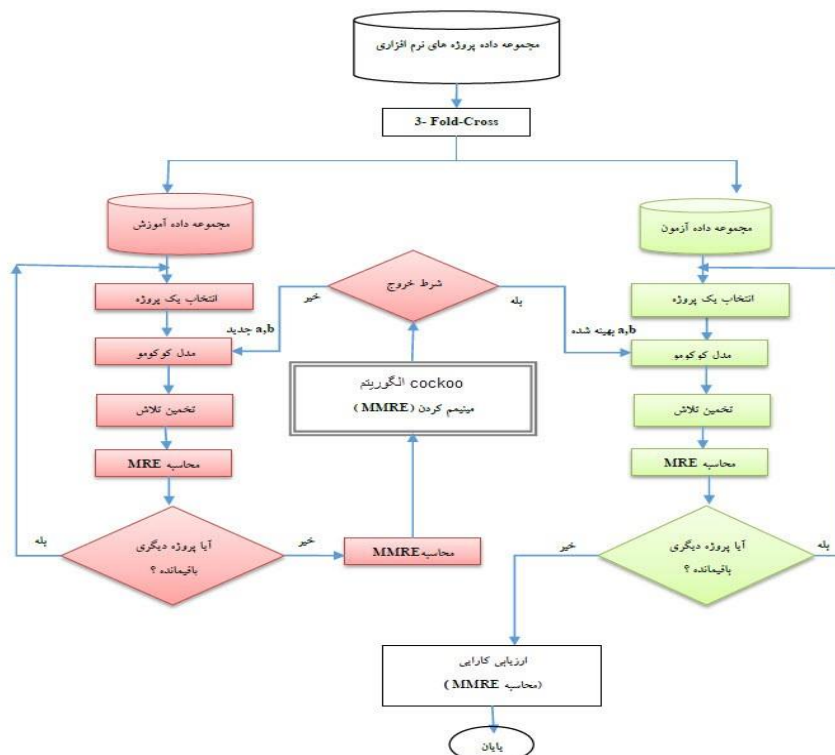 مجموعه داده پروژه های نرم افزاری
3- Fold-Cross
مجموعه داده آموزش
مجموعه داده آزمون
انتخاب یک پروژه
شرط خروج
خیر
بله
انتخاب یک پروژه
a,b جدید
a,b بهینه شده
مدل کوکومو
مدل کوکومو
cockoo الگوریتم
مینیمم کردن (MMRE)
تخمین تلاش
تخمین تلاش
محاسبه MRE
محاسبه MRE
آیا پروژه دیگری
باقیمانده ؟
بله
خیر
محاسبه MMRE
آیا پروژه دیگری
باقیمانده ؟
خیر
بله
ارزیابی کارایی
(محاسبه MMRE)
پایان